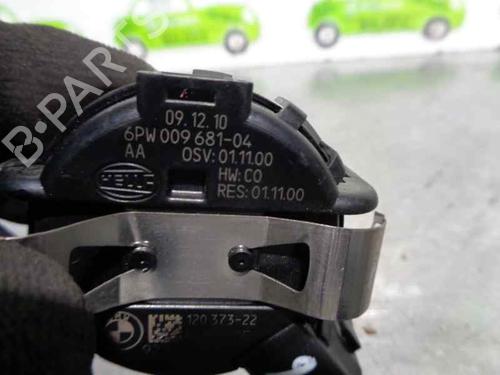 09.12.10
6PW 009 681-04
AA OSV: 01.11.00
HELLA
HW: CO
RES: 01.11.00
120 373-22
B-PARTS